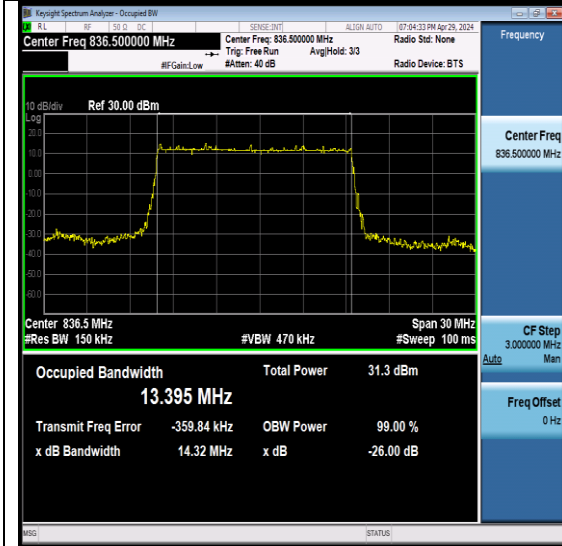 Keysight Spectrum Analyzer - Occupied BW
RL RF 50 Ω DC SENSE:INT ALIGN AUTO 07:04:33 PM Apr 29, 2024
Center Freq 836.500000 MHz Center Freq: 836.500000 MHz Radio Std: None Frequency
Trig: Free Run Avg|Hold: 3/3
#IFGain:Low #Atten: 40 dB Radio Device: BTS
10 dB/div Ref 30.00 dBm
Log
20.0
10.0
0.00
-10.0
-20.0
-30.0
-40.0
-50.0
-60.0
Center Freq
836.500000 MHz
Center 836.5 MHz Span 30 MHz
#Res BW 150 kHz #VBW 470 kHz #Sweep 100 ms
CF Step
3.000000 MHz
Auto Man
Occupied Bandwidth Total Power 31.3 dBm
13.395 MHz
Freq Offset
0 Hz
Transmit Freq Error -359.84 kHz OBW Power 99.00 %
x dB Bandwidth 14.32 MHz x dB -26.00 dB
MSG STATUS